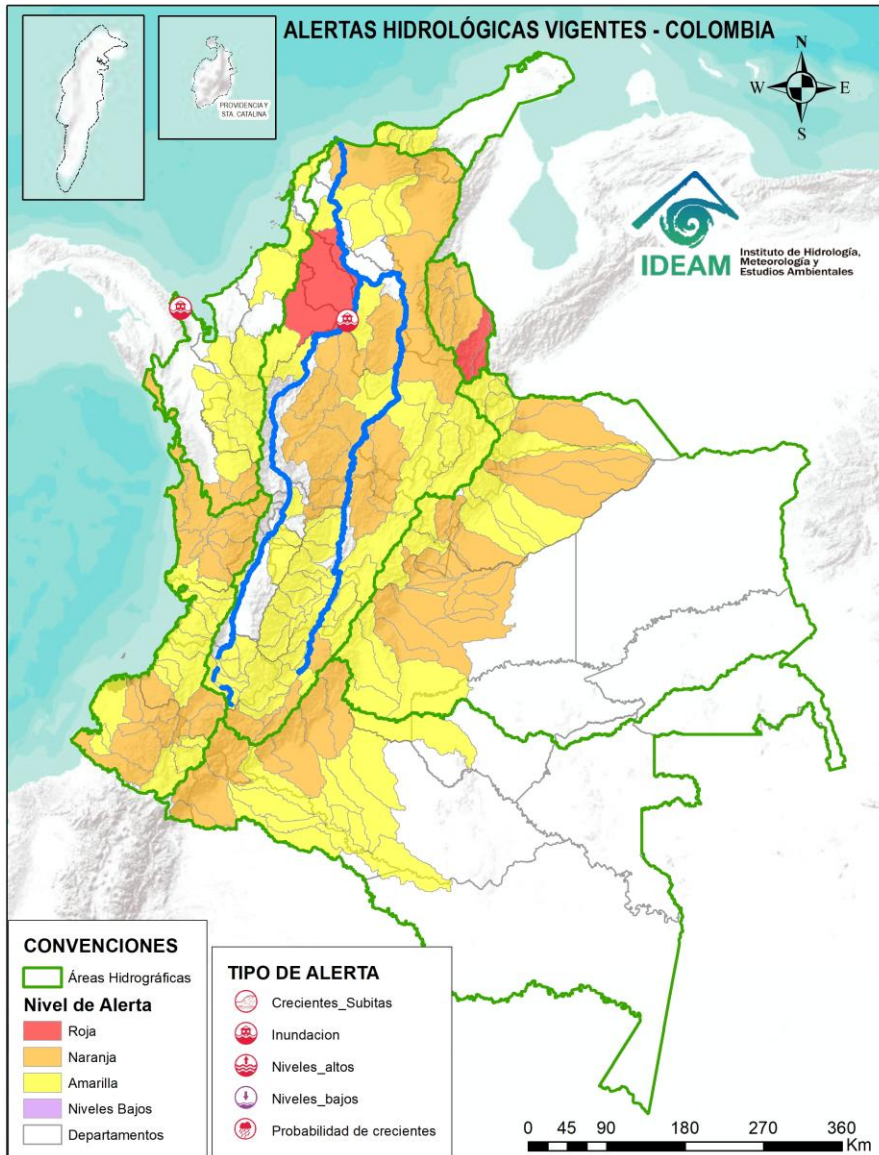 ALERTAS HIDROLÓGICAS VIGENTES - COLOMBIA
PROVIDENCIA Y
STA. CATALINA
N
W
E
S
IDEAM
Instituto de Hidrología,
Meteorología y
Estudios Ambientales
CONVENCIONES
Áreas Hidrográficas
Nivel de Alerta
Roja
Naranja
Amarilla
Niveles Bajos
Departamentos
TIPO DE ALERTA
Crecientes_Subitas
Inundacion
Niveles_altos
Niveles_bajos
Probabilidad de crecientes
0 45 90 180 270 360
Km